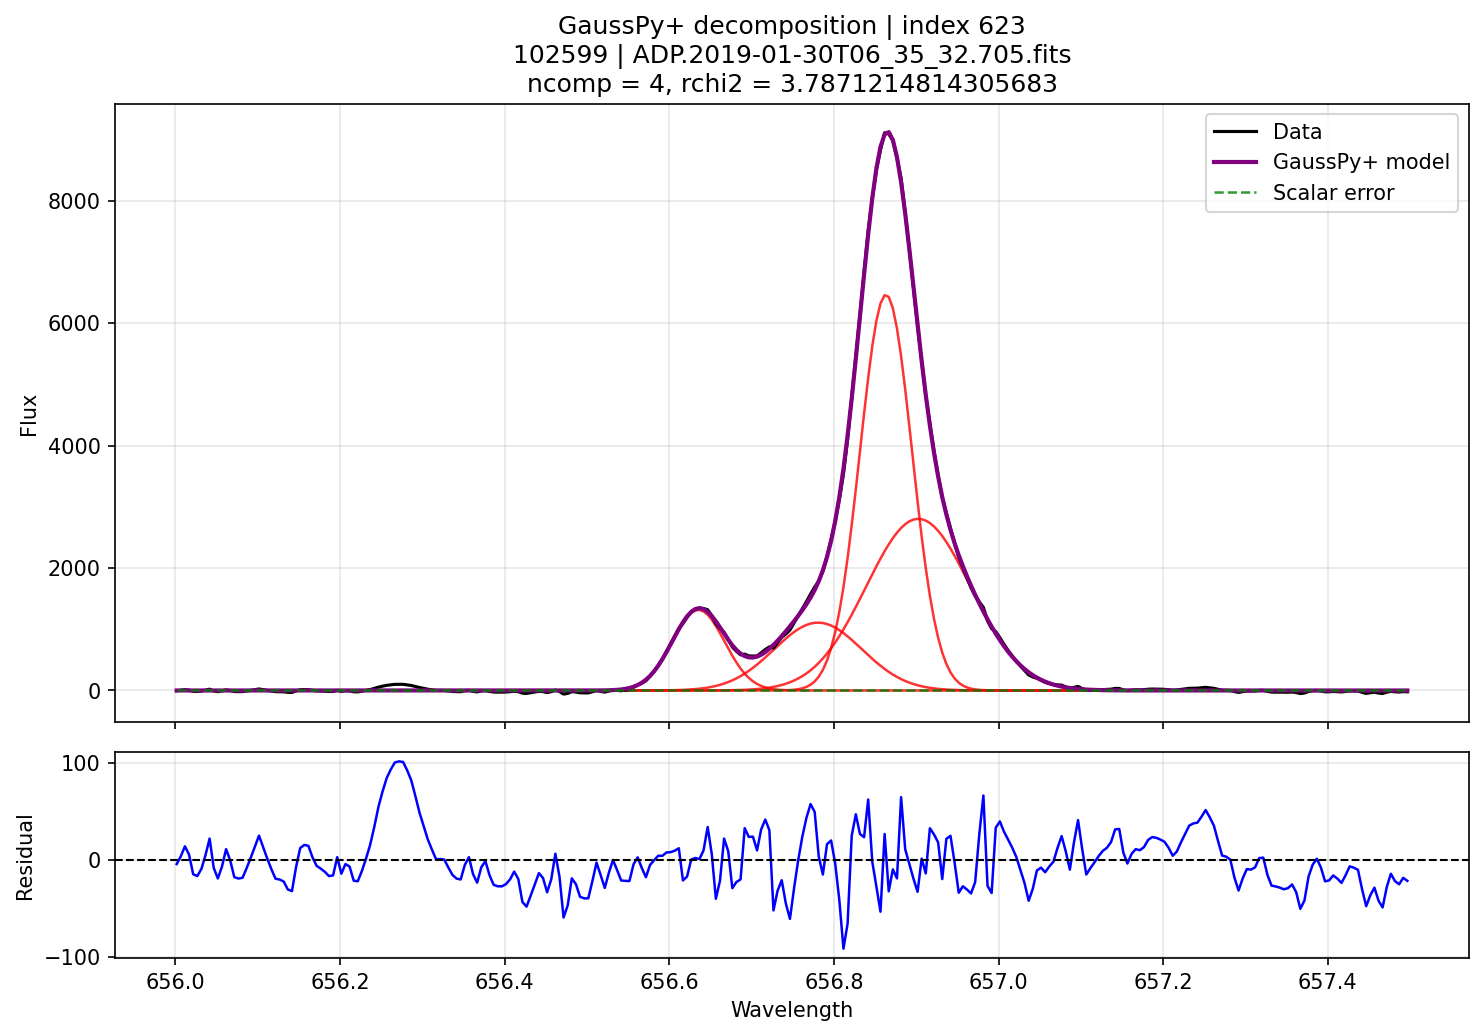 GaussPy+ decomposition | index 623
102599 | ADP.2019-01-30T06_35_32.705.fits
ncomp = 4, rchi2 = 3.7871214814305683
Data
GaussPy+ model
Scalar error
Flux
8000
6000
4000
2000
0
Residual
100
0
−100
656.0 656.2 656.4 656.6 656.8 657.0 657.2 657.4
Wavelength